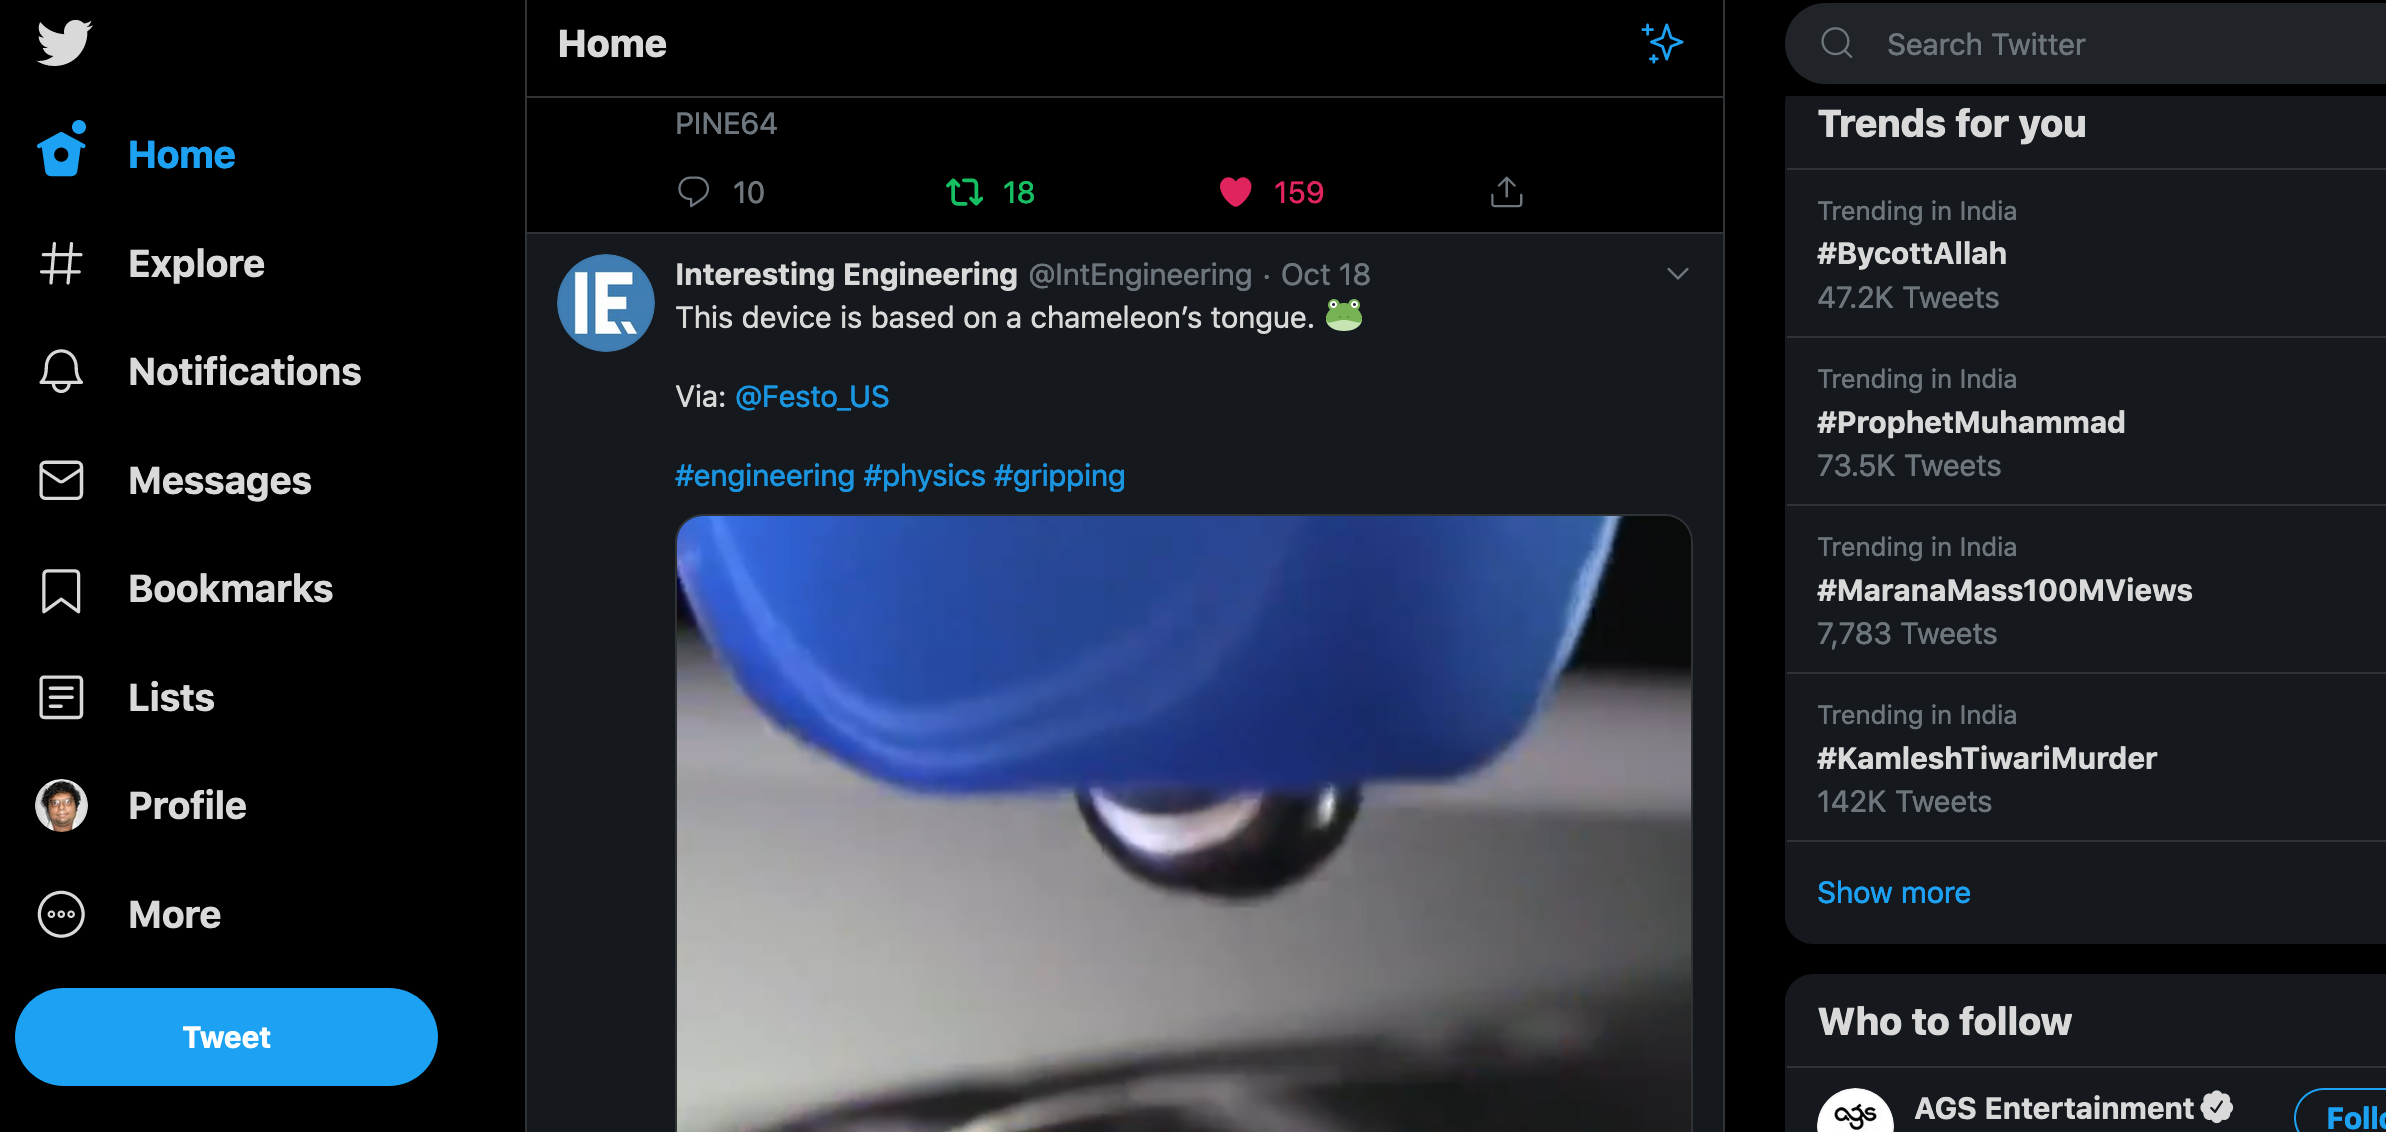 Home
Explore
Notifications
Messages
Bookmarks
Lists
Profile
More
Tweet
Home
PINE64
10
18
159
IE
Interesting Engineering @IntEngineering · Oct 18
This device is based on a chameleon’s tongue. 🐸
Via: @Festo_US
#engineering #physics #gripping
Search Twitter
Trends for you
Trending in India
#BycottAllah
47.2K Tweets
Trending in India
#ProphetMuhammad
73.5K Tweets
Trending in India
#MaranaMass100MViews
7,783 Tweets
Trending in India
#KamleshTiwariMurder
142K Tweets
Show more
Who to follow
ags
AGS Entertainment